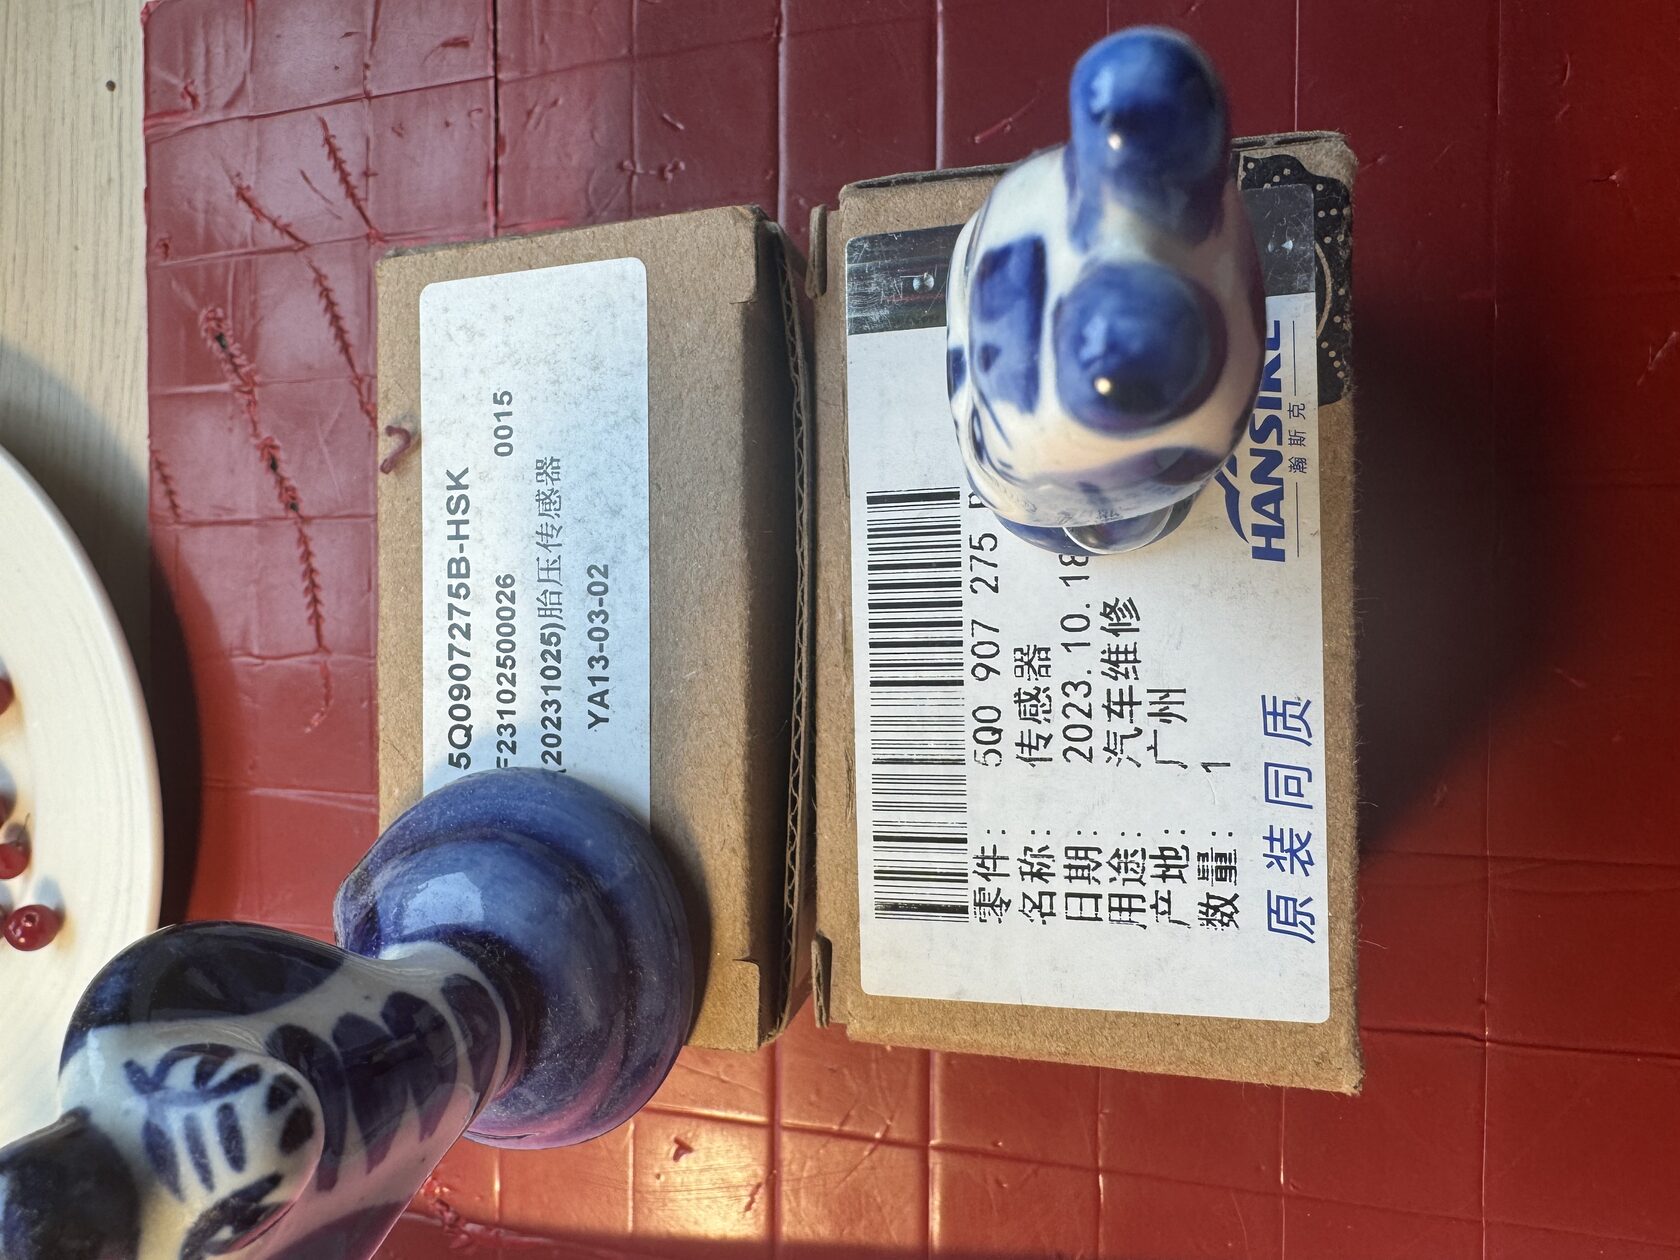 5Q0907275B-HSK
F231025000026 0015
(20231025)胎压传感器
YA13-03-02
零件: 5Q0 907 275
名称: 传感器
日期: 2023.10.18
用途: 汽车维修
产地: 广州
数量: 1
原装同质
HANSIKE
瀚斯克